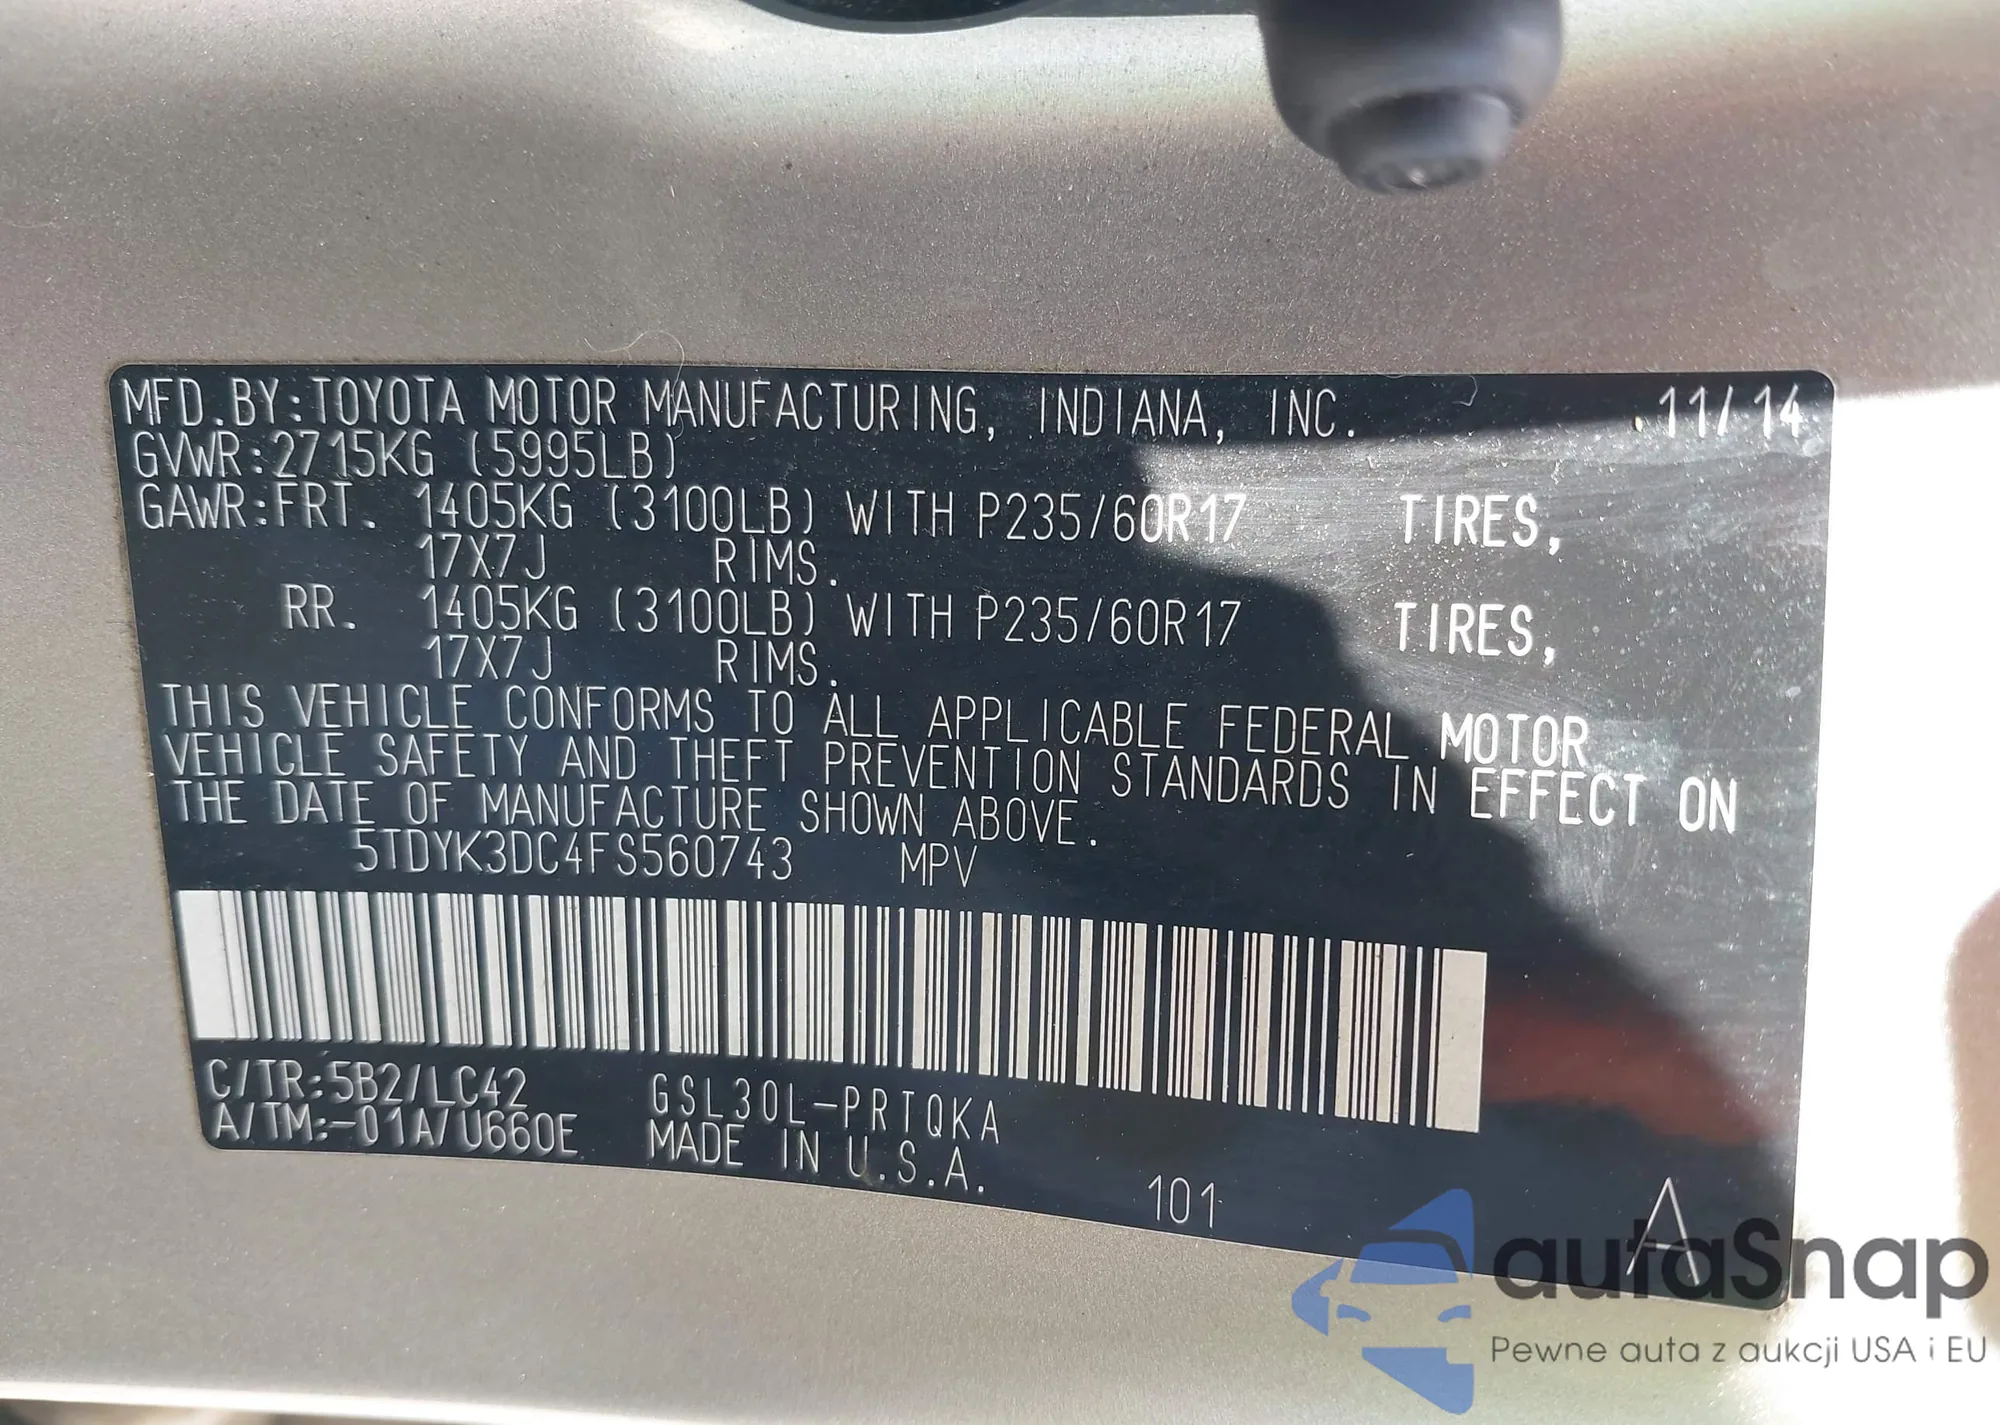 MFD.BY:TOYOTA MOTOR MANUFACTURING, INDIANA, INC. 11/14
GVWR:2715KG (5995LB)
GAWR:FRT. 1405KG (3100LB) WITH P235/60R17 TIRES,
17X7J RIMS.
RR. 1405KG (3100LB) WITH P235/60R17 TIRES,
17X7J RIMS.
THIS VEHICLE CONFORMS TO ALL APPLICABLE FEDERAL MOTOR
VEHICLE SAFETY AND THEFT PREVENTION STANDARDS IN EFFECT ON
THE DATE OF MANUFACTURE SHOWN ABOVE.
5TDYK3DC4FS560743 MPV
C/TR:5B2/LC42 GSL30L-PRTQKA
A/TM:-01A/U660E MADE IN U.S.A.
101 A
autaSnap
Pewne auta z aukcji USA i EU